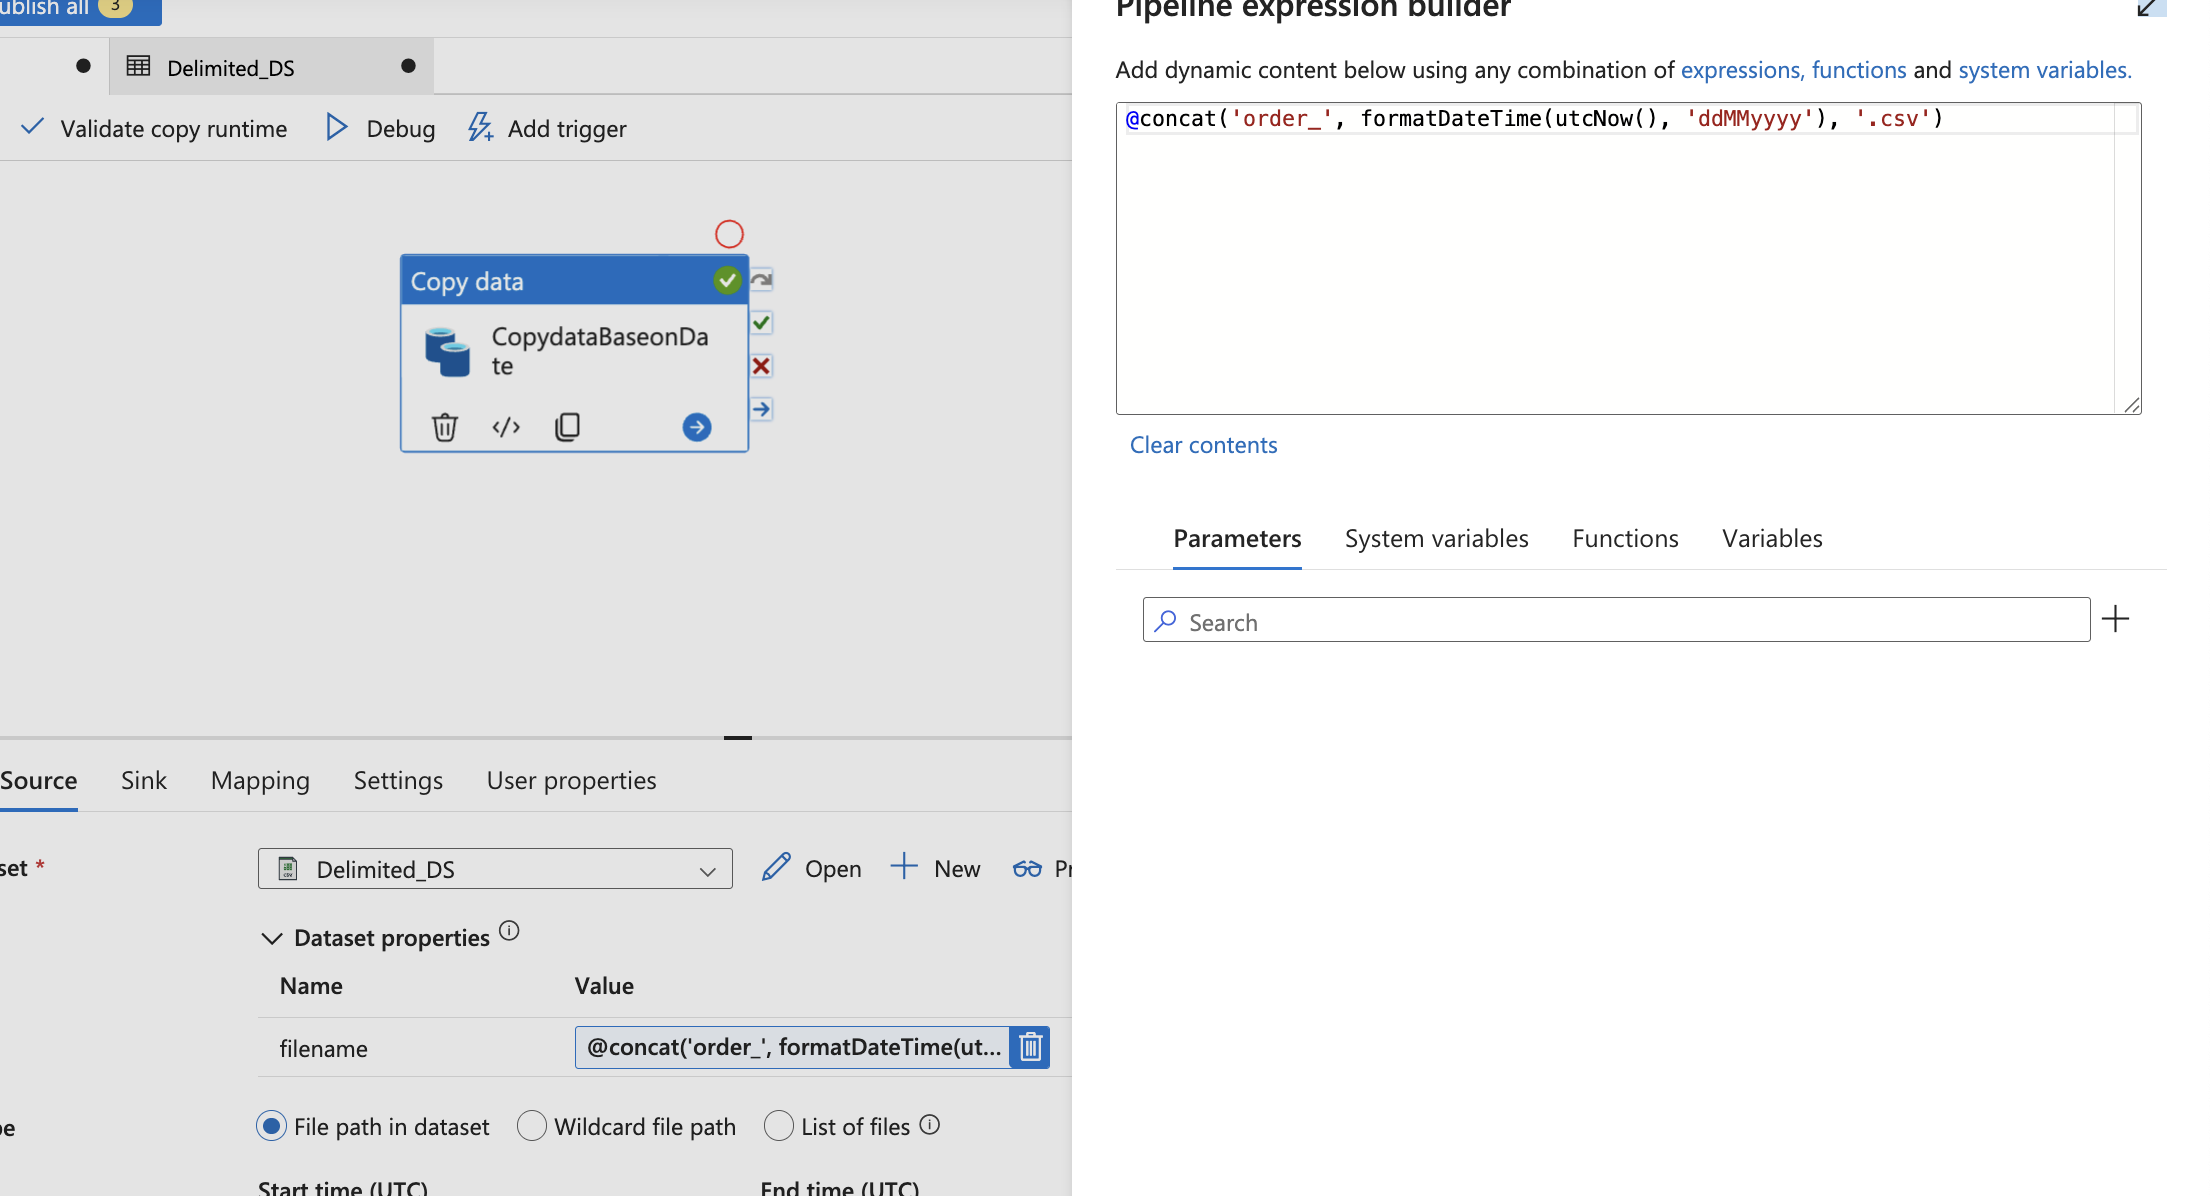 ublish all 3
Delimited_DS
Validate copy runtime
Debug
Add trigger
Copy data
CopydataBaseonDa
te
Source
Sink
Mapping
Settings
User properties
set *
Delimited_DS
Open
New
Pr
Dataset properties
Name
Value
filename
@concat('order_', formatDateTime(ut...
pe
File path in dataset
Wildcard file path
List of files
Start time (UTC)
End time (UTC)
Pipeline expression builder
Add dynamic content below using any combination of expressions, functions and system variables.
@concat('order_', formatDateTime(utcNow(), 'ddMMyyyy'), '.csv')
Clear contents
Parameters
System variables
Functions
Variables
Search